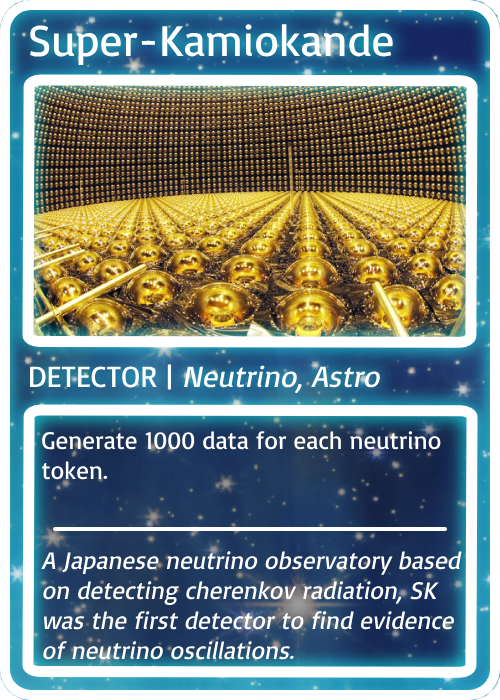 Super-Kamiokande
DETECTOR | Neutrino, Astro
Generate 1000 data for each neutrino
token.
A Japanese neutrino observatory based
on detecting cherenkov radiation, SK
was the first detector to find evidence
of neutrino oscillations.